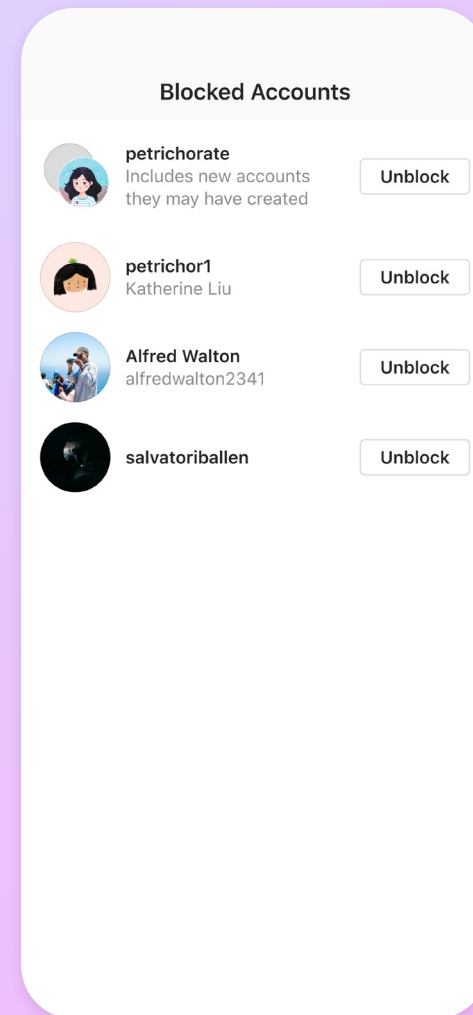 Blocked Accounts
petrichorate
Includes new accounts
they may have created
Unblock
petrichor1
Katherine Liu
Unblock
Alfred Walton
alfredwalton2341
Unblock
salvatoriballen
Unblock